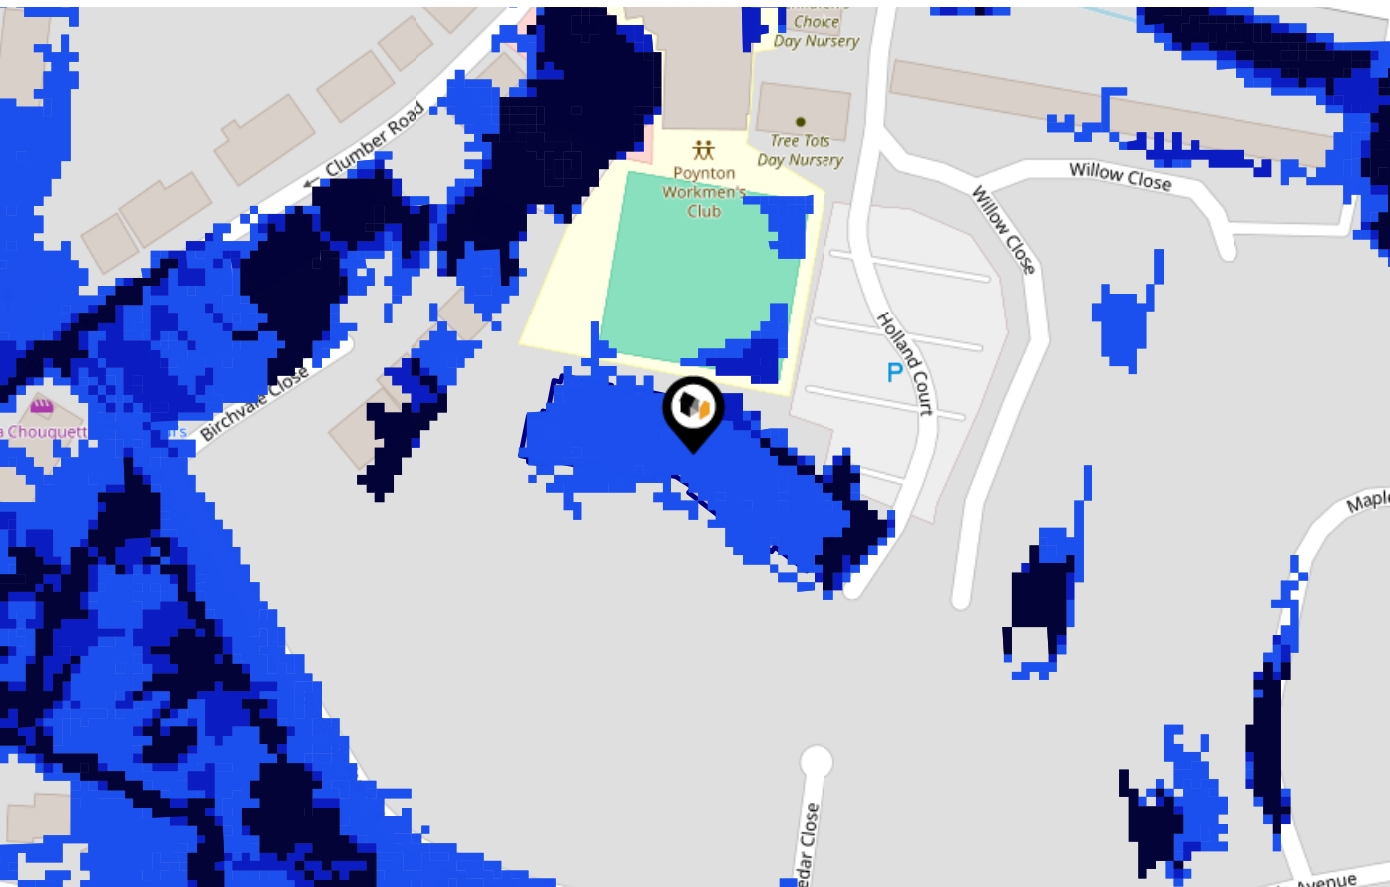 Choice
Day Nursery
Clumber Road
Tree Tots
Day Nursery
Poynton
Workmen's
Club
Willow Close
Willow Close
Holland Court
P
Birchvale Close
a Chouquett
Maple
edar Close
Avenue